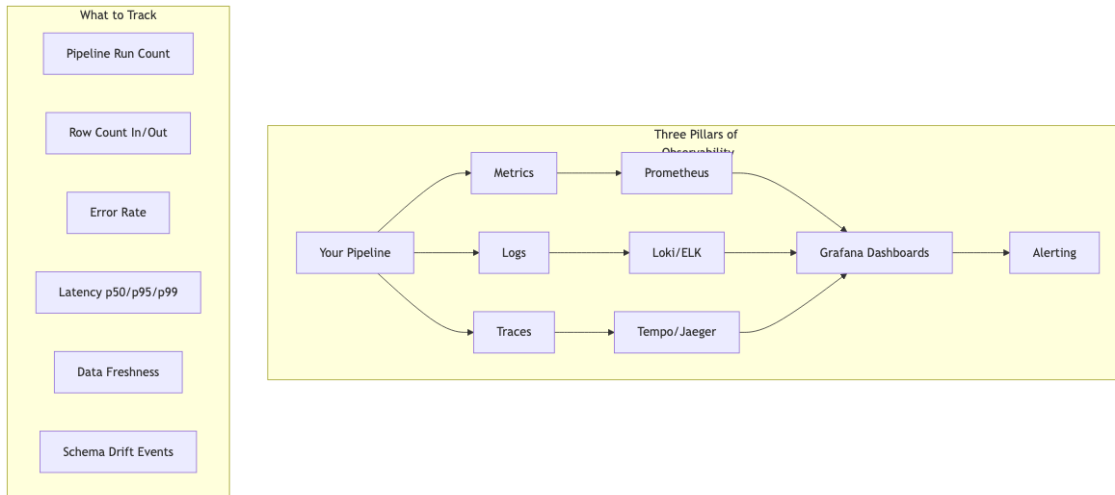 What to Track
Pipeline Run Count
Row Count In/Out
Error Rate
Latency p50/p95/p99
Data Freshness
Schema Drift Events
Three Pillars of
Observability
Your Pipeline
Metrics
Prometheus
Logs
Loki/ELK
Traces
Tempo/Jaeger
Grafana Dashboards
Alerting